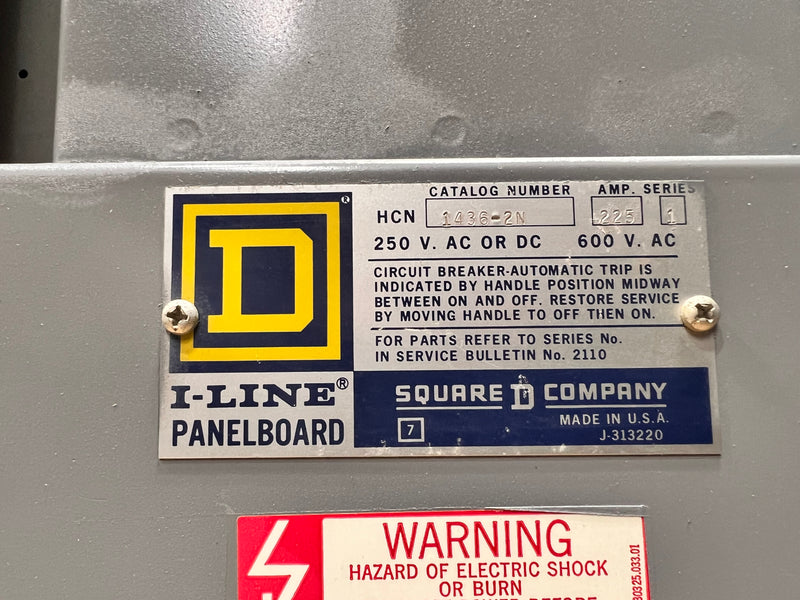 CATALOG NUMBER AMP. SERIES
HCN 1436-2N 225 1
250 V. AC OR DC 600 V. AC
CIRCUIT BREAKER-AUTOMATIC TRIP IS
INDICATED BY HANDLE POSITION MIDWAY
BETWEEN ON AND OFF. RESTORE SERVICE
BY MOVING HANDLE TO OFF THEN ON.
FOR PARTS REFER TO SERIES No.
IN SERVICE BULLETIN No. 2110
D ®
I-LINE®
PANELBOARD
SQUARE D COMPANY
7
MADE IN U.S.A.
J-313220
WARNING
HAZARD OF ELECTRIC SHOCK
OR BURN